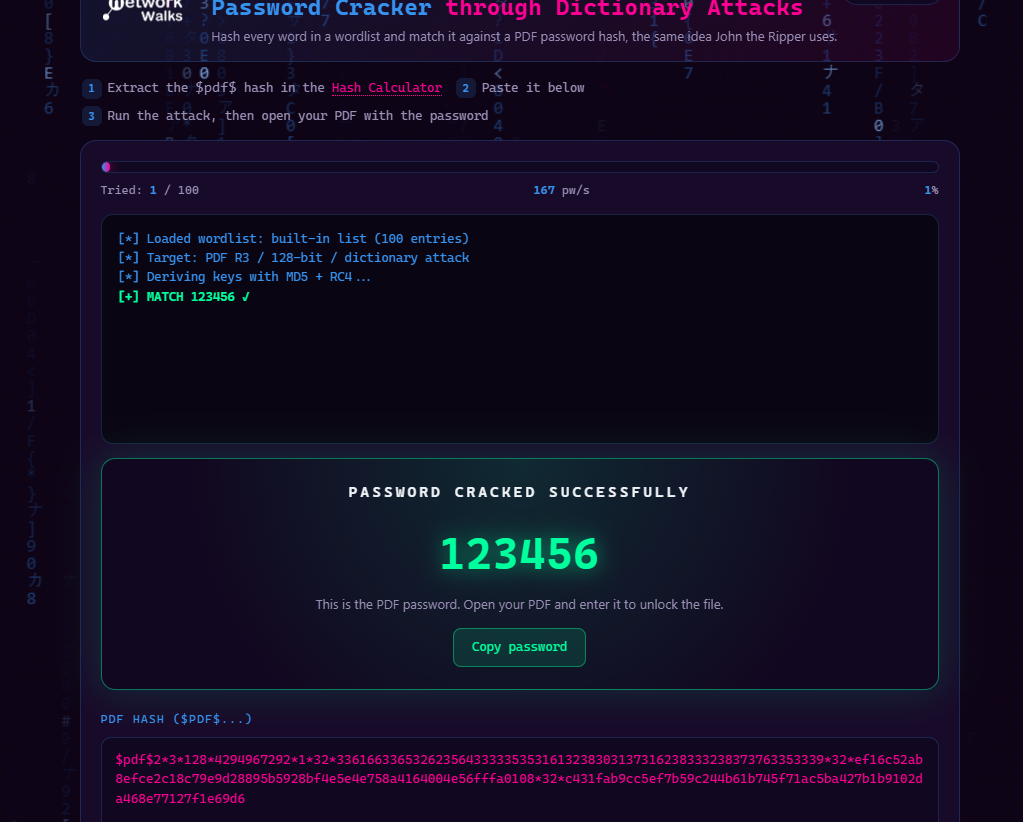 Network
Walks
Password Cracker through Dictionary Attacks
Hash every word in a wordlist and match it against a PDF password hash, the same idea John the Ripper uses.
1 Extract the $pdf$ hash in the Hash Calculator 2 Paste it below
3 Run the attack, then open your PDF with the password
Tried: 1 / 100 167 pw/s 1%
[*] Loaded wordlist: built-in list (100 entries)
[*] Target: PDF R3 / 128-bit / dictionary attack
[*] Deriving keys with MD5 + RC4...
[+] MATCH 123456 ✓
PASSWORD CRACKED SUCCESSFULLY
123456
This is the PDF password. Open your PDF and enter it to unlock the file.
Copy password
PDF HASH ($PDF$...)
$pdf$2*3*128*4294967292*1*32*33616633653262356433333535316132383031373162383332383737633533​39*32*ef16c52ab
8efce2c18c79e9d28895b5928bf4e5e4e758a4164004e56fffa0108*32*c431fab9cc5ef7b59c244b61b745f71ac5ba427b1b9102d
a468e77127f1e69d6